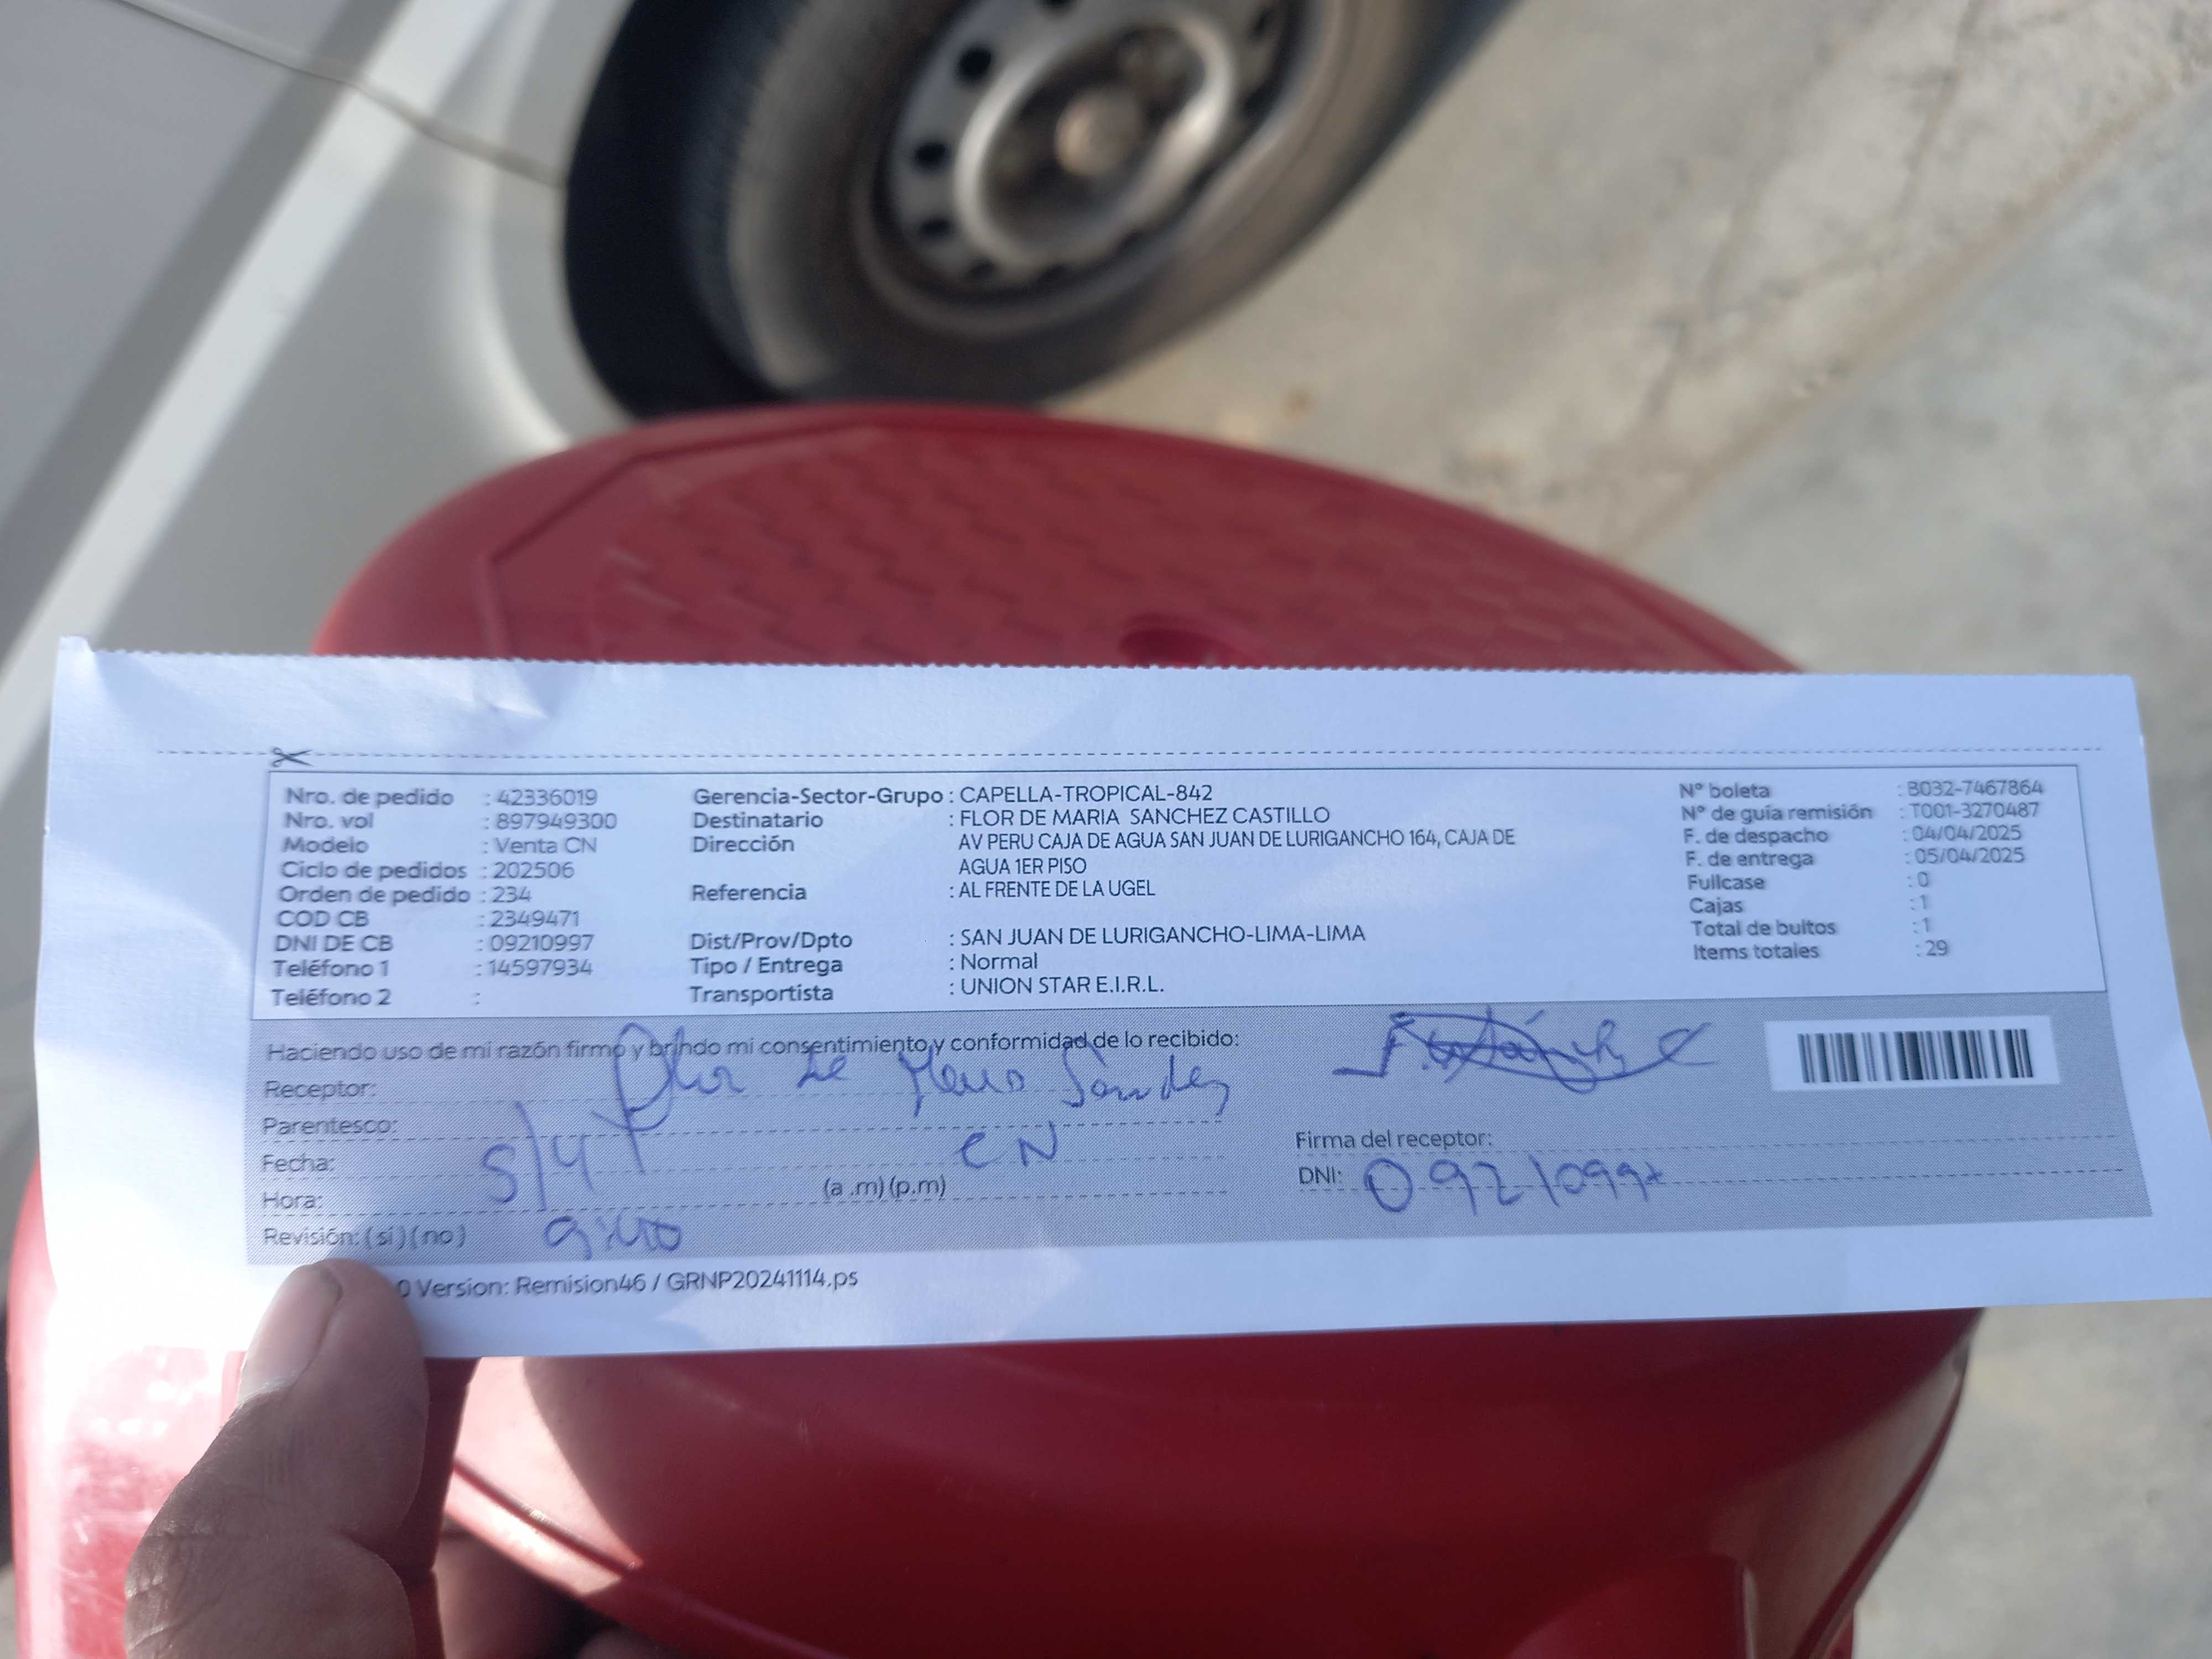 Nro. de pedido : 42336019
Nro. vol : 897949300
Modelo : Venta CN
Ciclo de pedidos : 202506
Orden de pedido : 234
COD CB : 2349471
DNI DE CB : 09210997
Teléfono 1 : 14597934
Teléfono 2 :
Gerencia-Sector-Grupo : CAPELLA-TROPICAL-842
Destinatario : FLOR DE MARIA SANCHEZ CASTILLO
Dirección AV PERU CAJA DE AGUA SAN JUAN DE LURIGANCHO 164, CAJA DE
AGUA 1ER PISO
Referencia : AL FRENTE DE LA UGEL
Dist/Prov/Dpto : SAN JUAN DE LURIGANCHO-LIMA-LIMA
Tipo / Entrega : Normal
Transportista : UNION STAR E.I.R.L.
Nº boleta : B032-7467864
Nº de guía remisión : T001-3270487
F. de despacho : 04/04/2025
F. de entrega : 05/04/2025
Fullcase : 0
Cajas : 1
Total de bultos : 1
Items totales : 29
Haciendo uso de mi razón firmo y brindo mi consentimiento y conformidad de lo recibido:
Receptor: Flor de Maria Sanchez
Parentesco: CN
Fecha: 5/4
Hora: (a .m) (p.m)
Revisión: (si) (no)
Firma del receptor:
DNI: 09210997
0 Version: Remision46 / GRNP20241114.ps